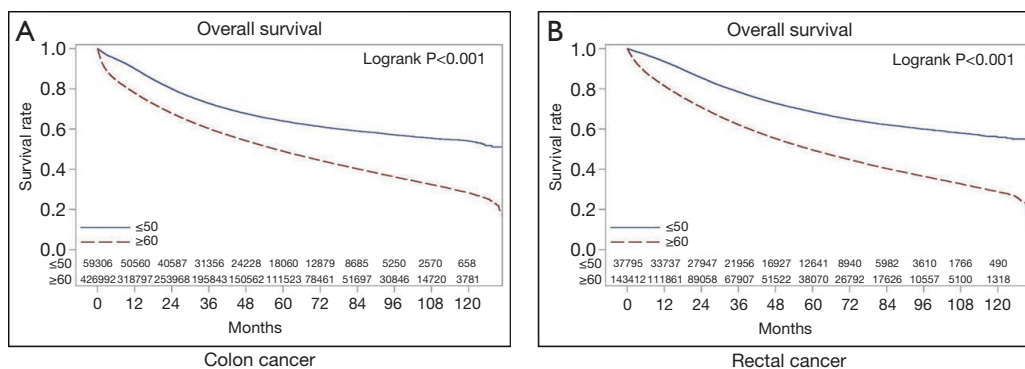 A
Overall survival
Logrank P<0.001
1.0
0.8
0.6
0.4
0.2
0.0
Survival rate
≤50
≥60
≤50 59306 50560 40587 31356 24228 18060 12879 8685 5250 2570 658
≥60 426992 318797 253968 195843 150562 111523 78461 51697 30846 14720 3781
0 12 24 36 48 60 72 84 96 108 120
Months
Colon cancer
B
Overall survival
Logrank P<0.001
1.0
0.8
0.6
0.4
0.2
0.0
Survival rate
≤50
≥60
≤50 37795 33737 27947 21956 16927 12641 8940 5982 3610 1766 490
≥60 143412 111861 89058 67907 51522 38070 26792 17626 10557 5100 1318
0 12 24 36 48 60 72 84 96 108 120
Months
Rectal cancer